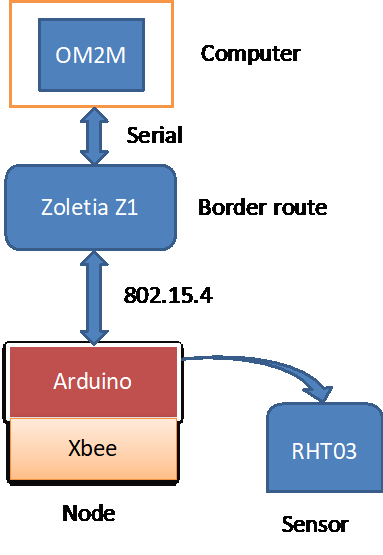 OM2M
Computer
Serial
Zoletia Z1
Border route
802.15.4
Arduino
Xbee
RHT03
Node
Sensor